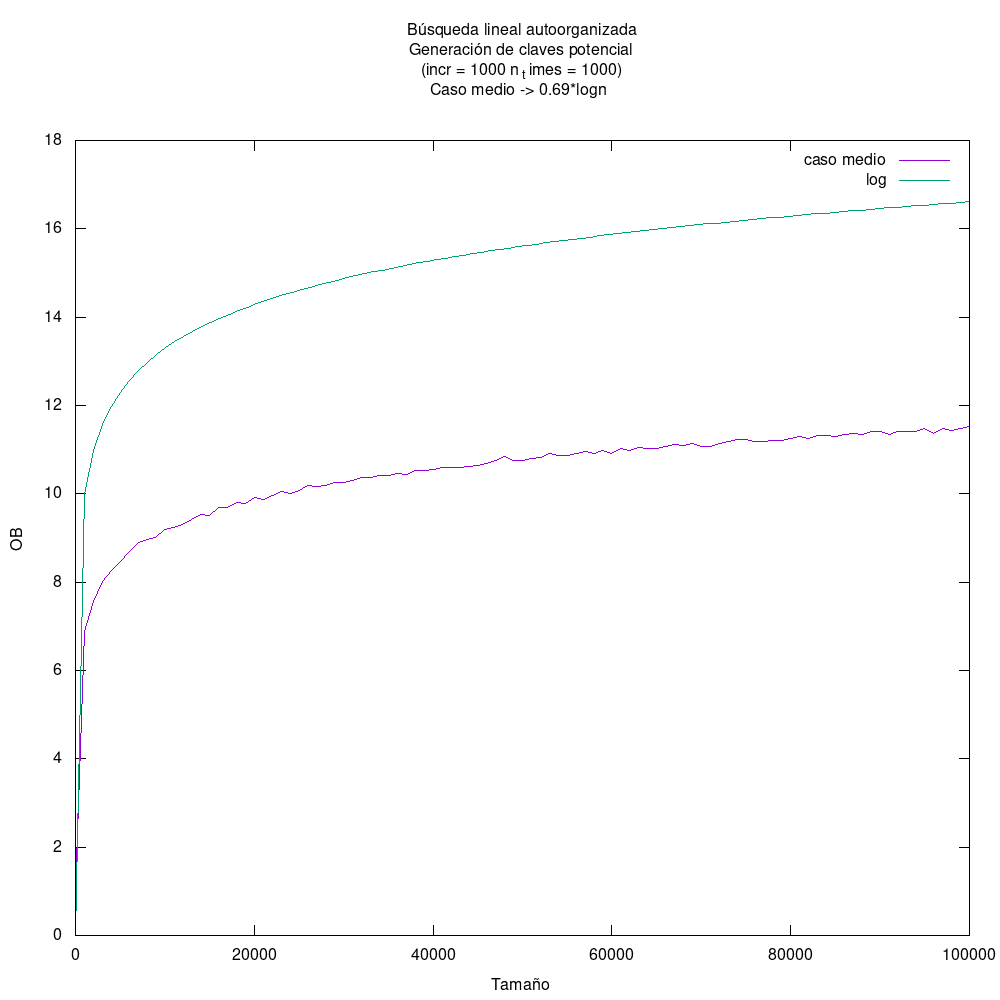 Búsqueda lineal autoorganizada
Generación de claves potencial
(incr = 1000 n t imes = 1000)
Caso medio -> 0.69*logn
caso medio
log
18
16
14
12
10
8
6
4
2
0
OB
0 20000 40000 60000 80000 100000
Tamaño